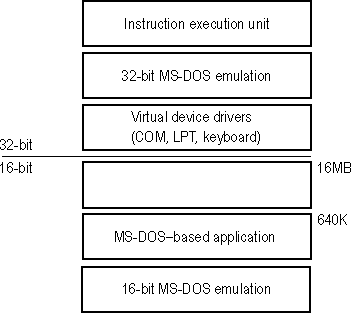 Instruction execution unit
32-bit MS-DOS emulation
Virtual device drivers
(COM, LPT, keyboard)
32-bit
16-bit
16MB
640K
MS-DOS–based application
16-bit MS-DOS emulation